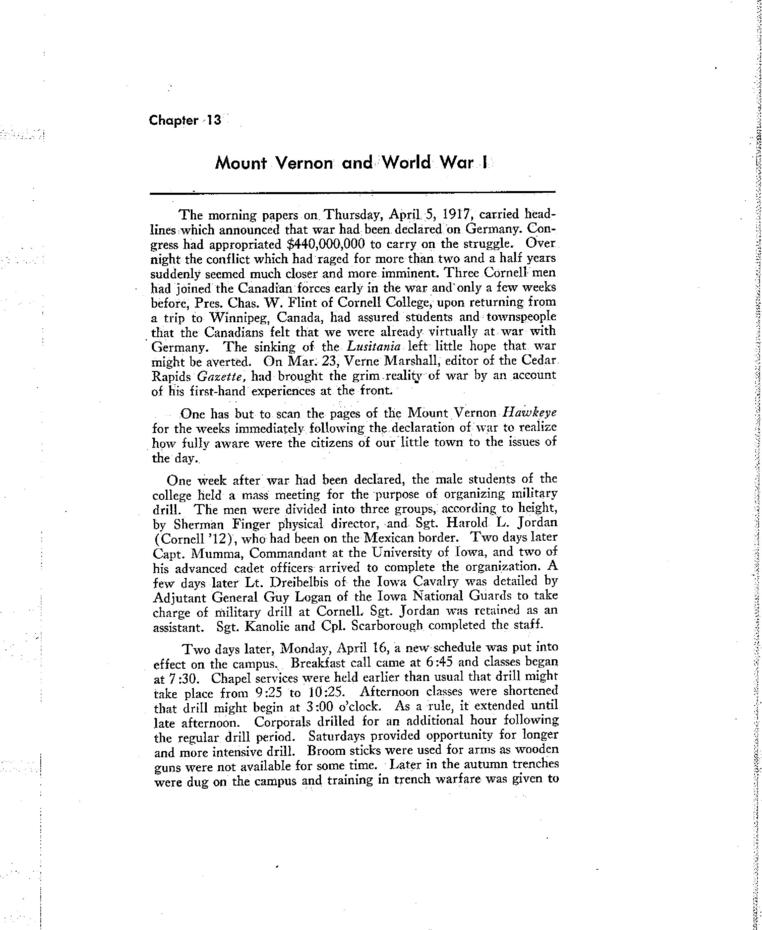 Chapter 13
Mount Vernon and World War I
The morning papers on Thursday, April 5, 1917, carried head-
lines which announced that war had been declared on Germany. Con-
gress had appropriated $440,000,000 to carry on the struggle. Over
night the conflict which had raged for more than two and a half years
suddenly seemed much closer and more imminent. Three Cornell men
had joined the Canadian forces early in the war and only a few weeks
before, Pres. Chas. W. Flint of Cornell College, upon returning from
a trip to Winnipeg, Canada, had assured students and townspeople
that the Canadians felt that we were already virtually at war with
Germany. The sinking of the Lusitania left little hope that war
might be averted. On Mar. 23, Verne Marshall, editor of the Cedar
Rapids Gazette, had brought the grim reality of war by an account
of his first-hand experiences at the front.
One has but to scan the pages of the Mount Vernon Hawkeye
for the weeks immediately following the declaration of war to realize
how fully aware were the citizens of our little town to the issues of
the day.
One week after war had been declared, the male students of the
college held a mass meeting for the purpose of organizing military
drill. The men were divided into three groups, according to height,
by Sherman Finger physical director, and Sgt. Harold L. Jordan
(Cornell '12), who had been on the Mexican border. Two days later
Capt. Mumma, Commandant at the University of Iowa, and two of
his advanced cadet officers arrived to complete the organization. A
few days later Lt. Dreibelbis of the Iowa Cavalry was detailed by
Adjutant General Guy Logan of the Iowa National Guards to take
charge of military drill at Cornell. Sgt. Jordan was retained as an
assistant. Sgt. Kanolie and Cpl. Scarborough completed the staff.
Two days later, Monday, April 16, a new schedule was put into
effect on the campus. Breakfast call came at 6:45 and classes began
at 7:30. Chapel services were held earlier than usual that drill might
take place from 9:25 to 10:25. Afternoon classes were shortened
that drill might begin at 3:00 o'clock. As a rule, it extended until
late afternoon. Corporals drilled for an additional hour following
the regular drill period. Saturdays provided opportunity for longer
and more intensive drill. Broom sticks were used for arms as wooden
guns were not available for some time. Later in the autumn trenches
were dug on the campus and training in trench warfare was given to